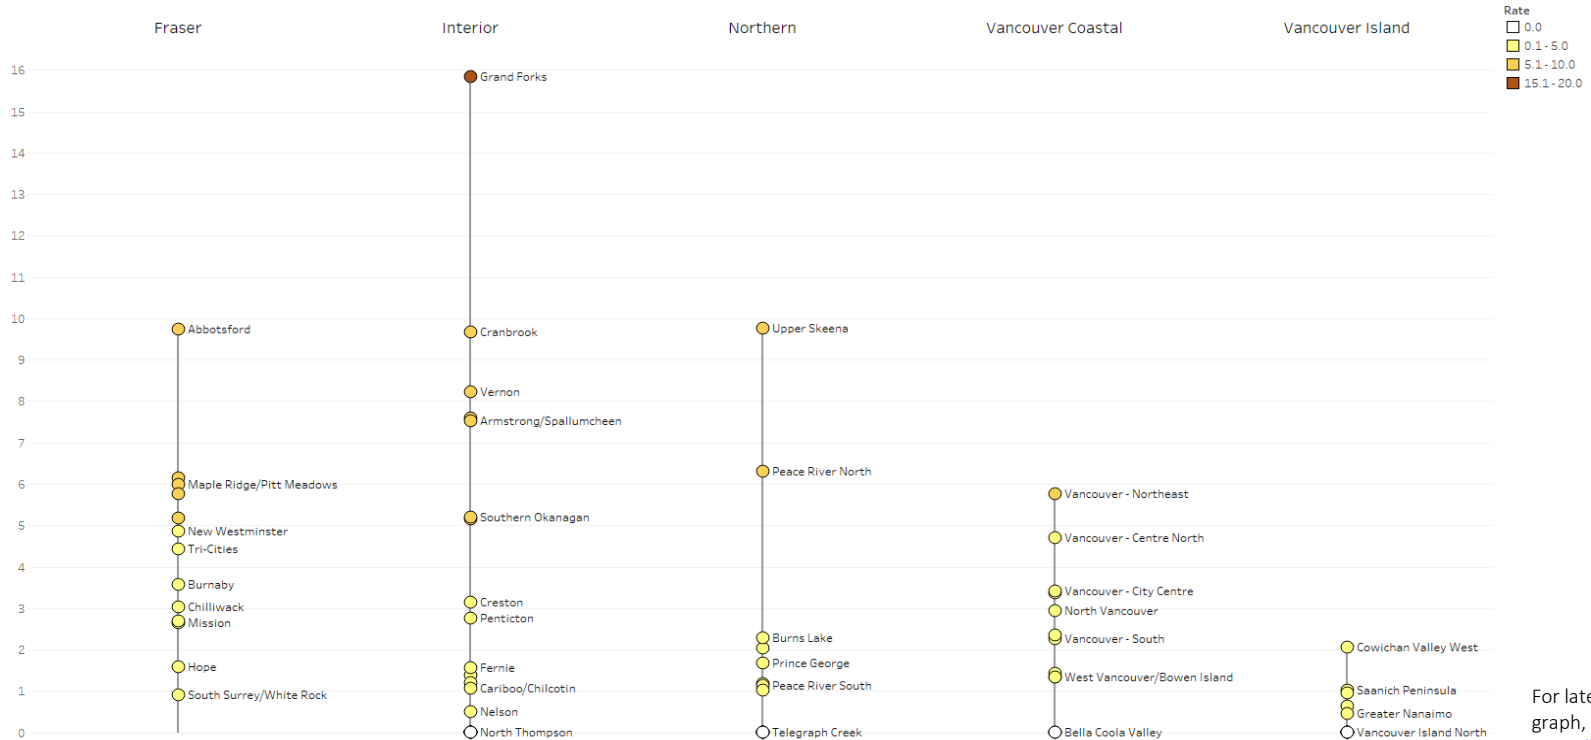 Fraser
Interior
Northern
Vancouver Coastal
Vancouver Island
Rate
0.0
0.1 - 5.0
5.1 - 10.0
15.1 - 20.0
16
15
14
13
12
11
10
9
8
7
6
5
4
3
2
1
0
Abbotsford
Maple Ridge/Pitt Meadows
New Westminster
Tri-Cities
Burnaby
Chilliwack
Mission
Hope
South Surrey/White Rock
Grand Forks
Cranbrook
Vernon
Armstrong/Spallumcheen
Southern Okanagan
Creston
Penticton
Fernie
Cariboo/Chilcotin
Nelson
North Thompson
Upper Skeena
Peace River North
Burns Lake
Prince George
Peace River South
Telegraph Creek
Vancouver - Northeast
Vancouver - Centre North
Vancouver - City Centre
North Vancouver
Vancouver - South
West Vancouver/Bowen Island
Bella Coola Valley
Cowichan Valley West
Saanich Peninsula
Greater Nanaimo
Vancouver Island North
For late
graph,